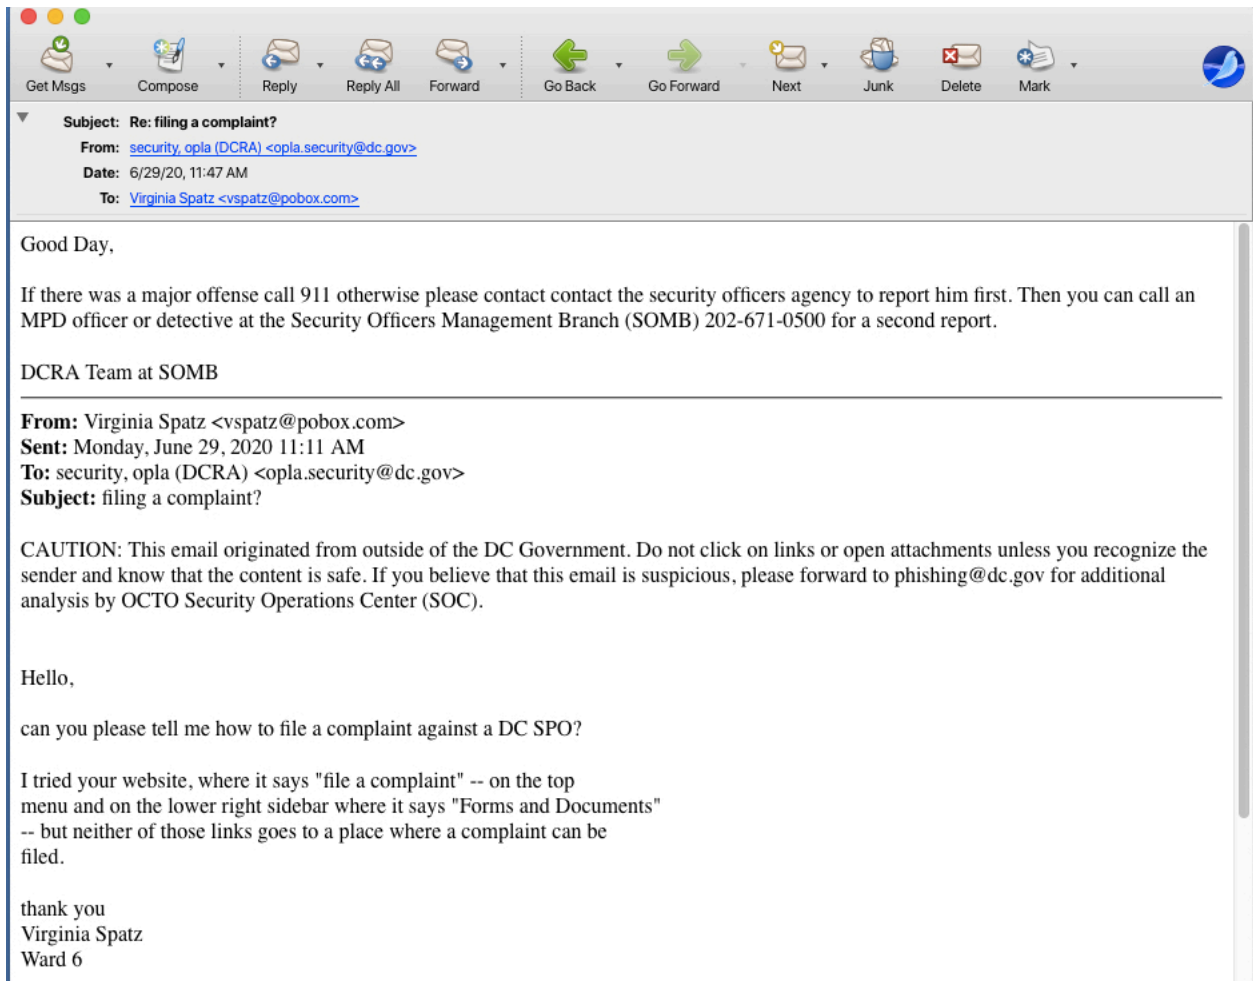 Get Msgs
Compose
Reply
Reply All
Forward
Go Back
Go Forward
Next
Junk
Delete
Mark
Subject: Re: filing a complaint?
From: security, opla (DCRA) <opla.security@dc.gov>
Date: 6/29/20, 11:47 AM
To: Virginia Spatz <vspatz@pobox.com>
Good Day,
If there was a major offense call 911 otherwise please contact contact the security officers agency to report him first. Then you can call an
MPD officer or detective at the Security Officers Management Branch (SOMB) 202-671-0500 for a second report.
DCRA Team at SOMB
From: Virginia Spatz <vspatz@pobox.com>
Sent: Monday, June 29, 2020 11:11 AM
To: security, opla (DCRA) <opla.security@dc.gov>
Subject: filing a complaint?
CAUTION: This email originated from outside of the DC Government. Do not click on links or open attachments unless you recognize the
sender and know that the content is safe. If you believe that this email is suspicious, please forward to phishing@dc.gov for additional
analysis by OCTO Security Operations Center (SOC).
Hello,
can you please tell me how to file a complaint against a DC SPO?
I tried your website, where it says "file a complaint" -- on the top
menu and on the lower right sidebar where it says "Forms and Documents"
-- but neither of those links goes to a place where a complaint can be
filed.
thank you
Virginia Spatz
Ward 6